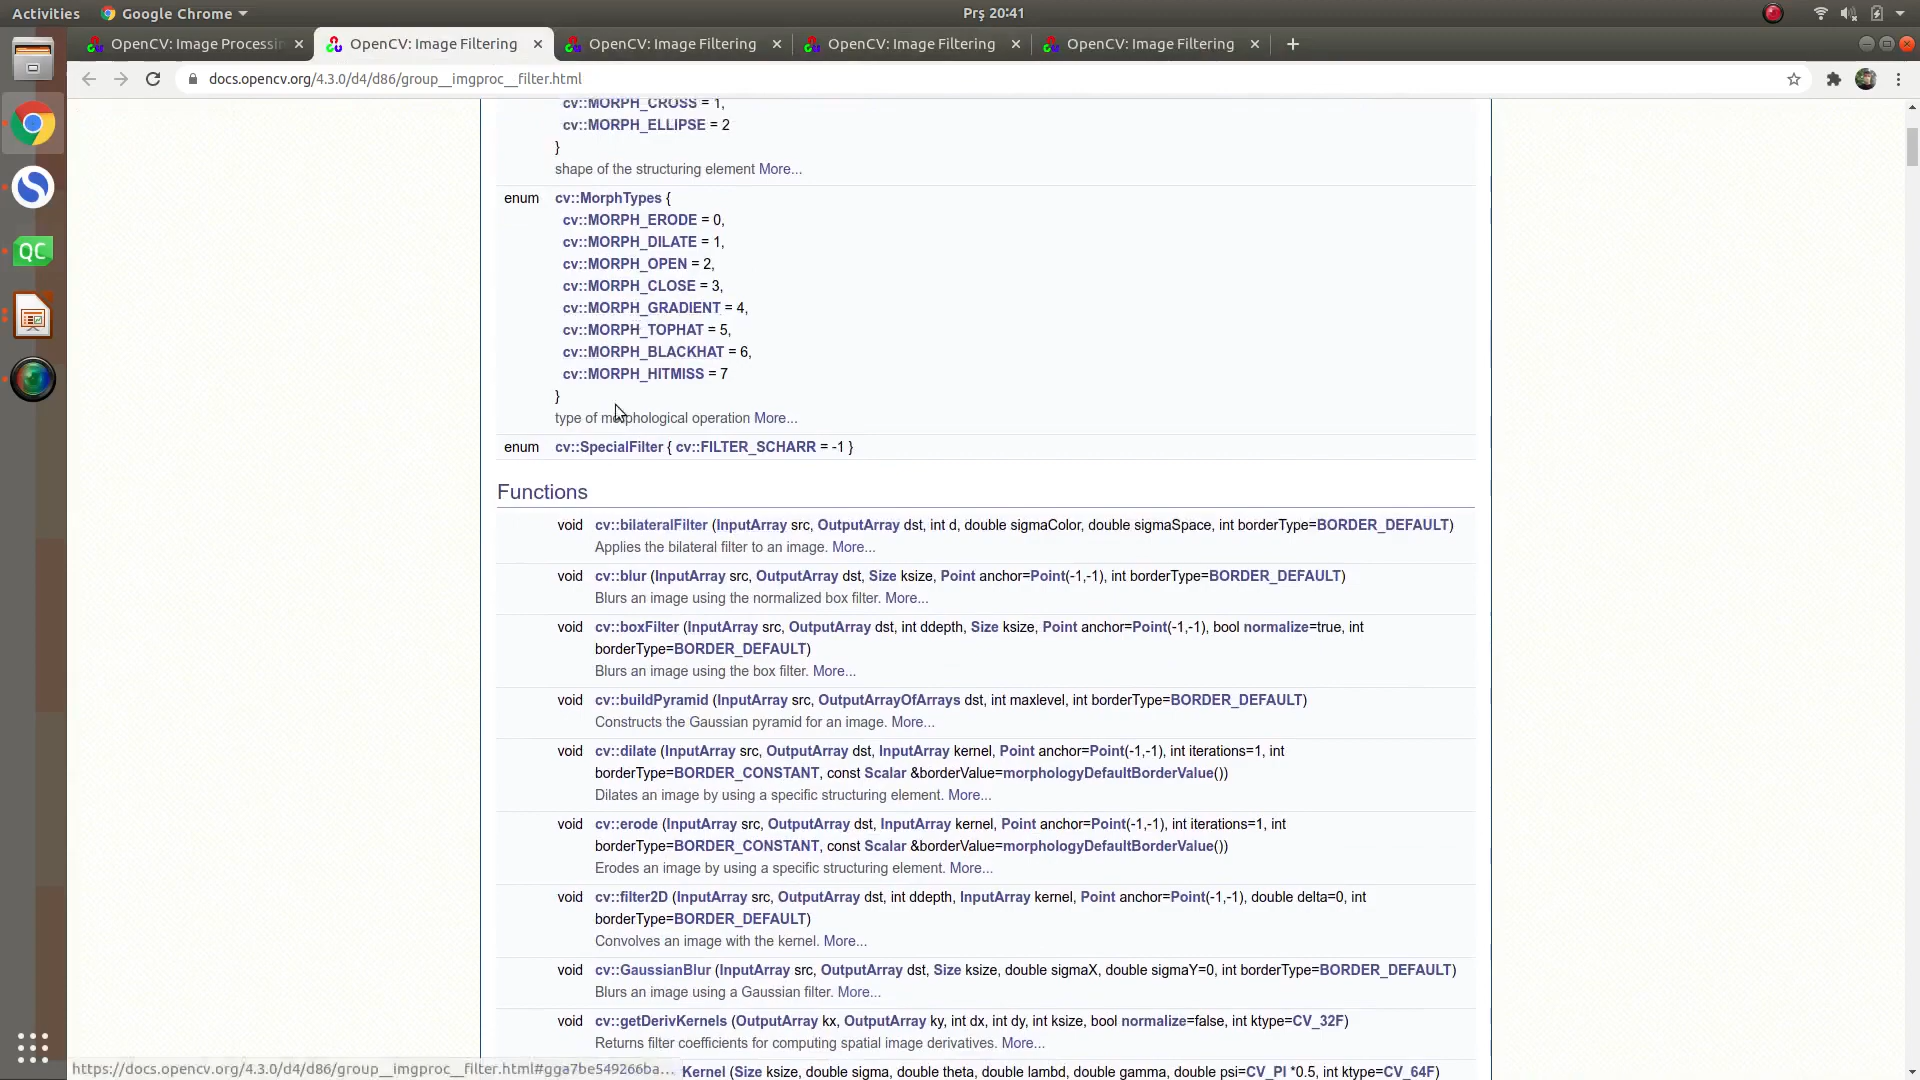 Activities
Google Chrome
Prş 20:41
OpenCV: Image Processin
OpenCV: Image Filtering
OpenCV: Image Filtering
OpenCV: Image Filtering
OpenCV: Image Filtering
docs.opencv.org/4.3.0/d4/d86/group__imgproc__filter.html
QC
cv::MORPH_CROSS = 1,
cv::MORPH_ELLIPSE = 2
}
shape of the structuring element More...
enum cv::MorphTypes {
cv::MORPH_ERODE = 0,
cv::MORPH_DILATE = 1,
cv::MORPH_OPEN = 2,
cv::MORPH_CLOSE = 3,
cv::MORPH_GRADIENT = 4,
cv::MORPH_TOPHAT = 5,
cv::MORPH_BLACKHAT = 6,
cv::MORPH_HITMISS = 7
}
type of morphological operation More...
enum cv::SpecialFilter { cv::FILTER_SCHARR = -1 }
Functions
void cv::bilateralFilter (InputArray src, OutputArray dst, int d, double sigmaColor, double sigmaSpace, int borderType=BORDER_DEFAULT)
Applies the bilateral filter to an image. More...
void cv::blur (InputArray src, OutputArray dst, Size ksize, Point anchor=Point(-1,-1), int borderType=BORDER_DEFAULT)
Blurs an image using the normalized box filter. More...
void cv::boxFilter (InputArray src, OutputArray dst, int ddepth, Size ksize, Point anchor=Point(-1,-1), bool normalize=true, int
borderType=BORDER_DEFAULT)
Blurs an image using the box filter. More...
void cv::buildPyramid (InputArray src, OutputArrayOfArrays dst, int maxlevel, int borderType=BORDER_DEFAULT)
Constructs the Gaussian pyramid for an image. More...
void cv::dilate (InputArray src, OutputArray dst, InputArray kernel, Point anchor=Point(-1,-1), int iterations=1, int
borderType=BORDER_CONSTANT, const Scalar &borderValue=morphologyDefaultBorderValue())
Dilates an image by using a specific structuring element. More...
void cv::erode (InputArray src, OutputArray dst, InputArray kernel, Point anchor=Point(-1,-1), int iterations=1, int
borderType=BORDER_CONSTANT, const Scalar &borderValue=morphologyDefaultBorderValue())
Erodes an image by using a specific structuring element. More...
void cv::filter2D (InputArray src, OutputArray dst, int ddepth, InputArray kernel, Point anchor=Point(-1,-1), double delta=0, int
borderType=BORDER_DEFAULT)
Convolves an image with the kernel. More...
void cv::GaussianBlur (InputArray src, OutputArray dst, Size ksize, double sigmaX, double sigmaY=0, int borderType=BORDER_DEFAULT)
Blurs an image using a Gaussian filter. More...
void cv::getDerivKernels (OutputArray kx, OutputArray ky, int dx, int dy, int ksize, bool normalize=false, int ktype=CV_32F)
Returns filter coefficients for computing spatial image derivatives. More...
https://docs.opencv.org/4.3.0/d4/d86/group__imgproc__filter.html#gga7be549266ba...
Kernel (Size ksize, double sigma, double theta, double lambd, double gamma, double psi=CV_PI *0.5, int ktype=CV_64F)